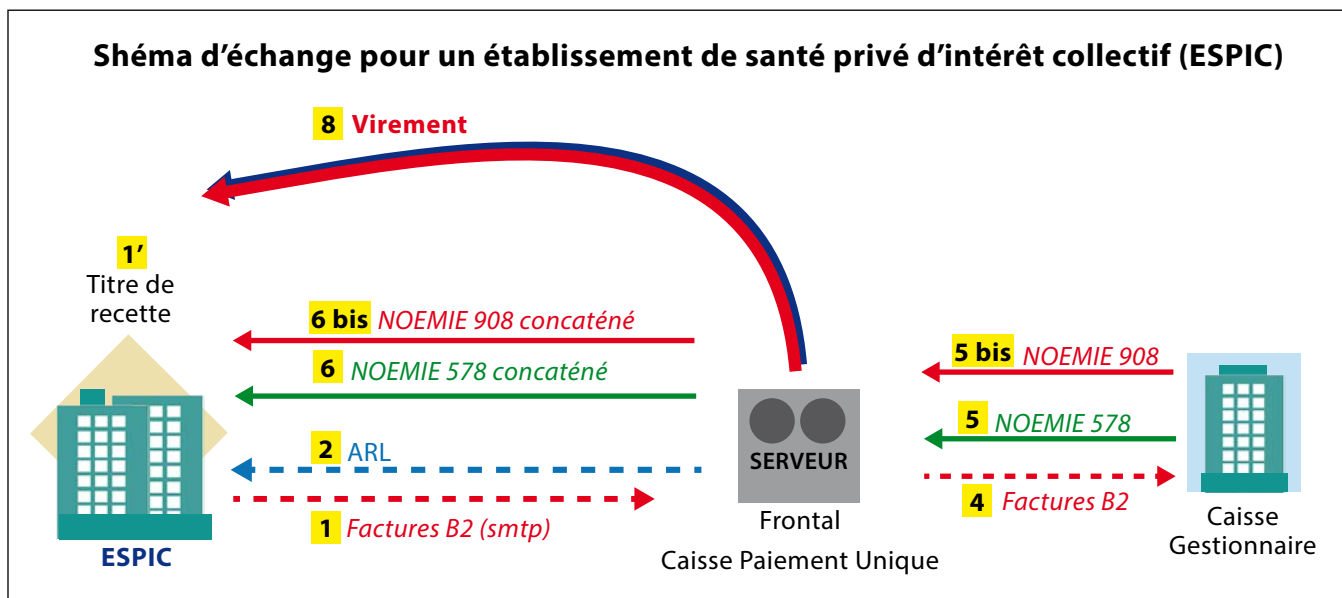 Shéma d’échange pour un établissement de santé privé d’intérêt collectif (ESPIC)
8 Virement
1’
Titre de
recette
6 bis NOEMIE 908 concaténé
5 bis NOEMIE 908
6 NOEMIE 578 concaténé
5 NOEMIE 578
2 ARL
SERVEUR
4 Factures B2
1 Factures B2 (smtp)
ESPIC
Frontal
Caisse Paiement Unique
Caisse
Gestionnaire